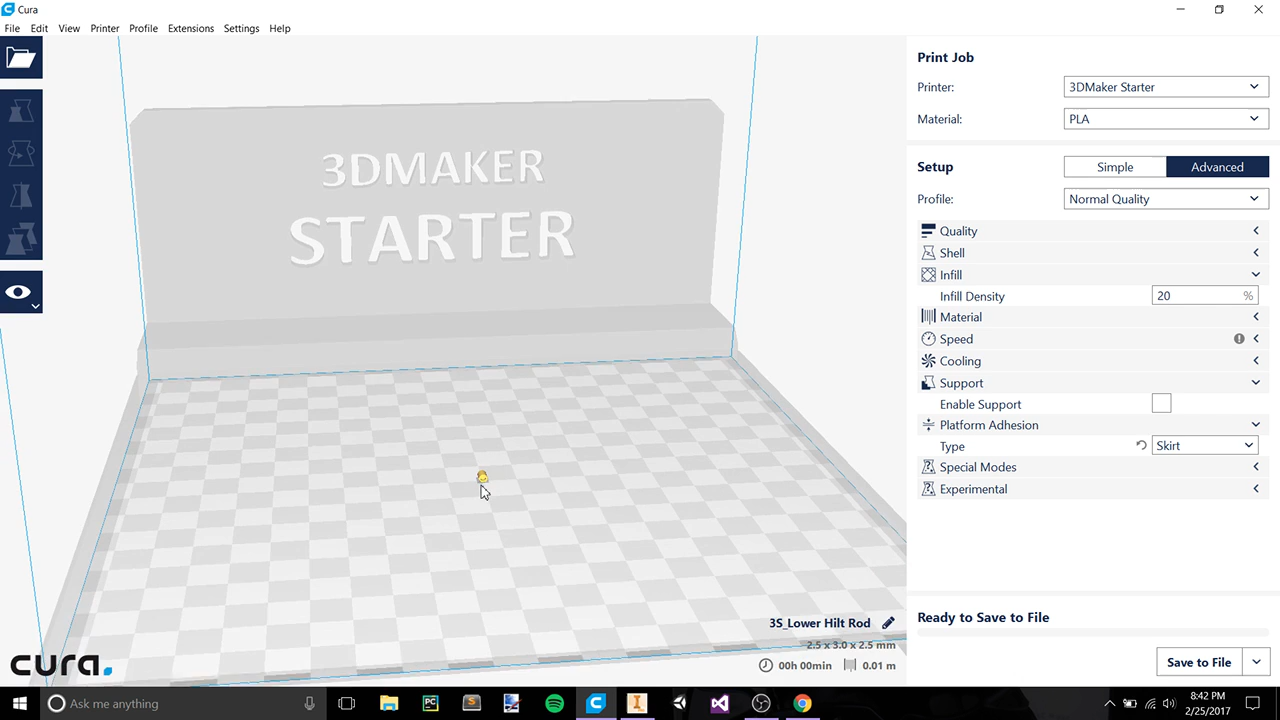 Cura
File Edit View Printer Profile Extensions Settings Help
3DMAKER
STARTER
Print Job
Printer: 3DMaker Starter
Material: PLA
Setup Simple Advanced
Profile: Normal Quality
Quality
Shell
Infill
Infill Density 20 %
Material
Speed
Cooling
Support
Enable Support
Platform Adhesion
Type Skirt
Special Modes
Experimental
3S_Lower Hilt Rod
2.5 x 3.0 x 2.5 mm
00h 00min 0.01 m
Ready to Save to File
Save to File
cura.
Ask me anything
8:42 PM
2/25/2017